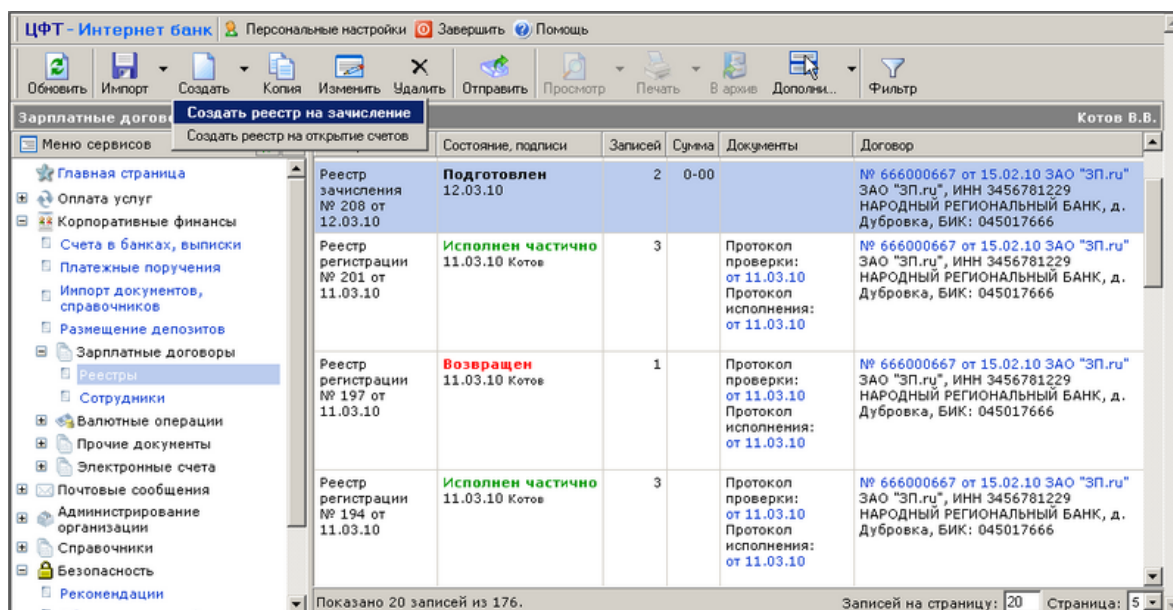 ЦФТ - Интернет банк Персональные настройки Завершить Помощь
Обновить Импорт Создать Копия Изменить Удалить Отправить Просмотр Печать В архив Дополни... Фильтр
Создать реестр на зачисление
Создать реестр на открытие счетов
Зарплатные догово Котов В.В.
Меню сервисов
Главная страница
Оплата услуг
Корпоративные финансы
Счета в банках, выписки
Платежные поручения
Импорт документов,
справочников
Размещение депозитов
Зарплатные договоры
Реестры
Сотрудники
Валютные операции
Прочие документы
Электронные счета
Почтовые сообщения
Администрирование
организации
Справочники
Безопасность
Рекомендации
Состояние, подписи Записей Сумма Документы Договор
Реестр Подготовлен 2 0-00 № 666000667 от 15.02.10 ЗАО "ЗП.ru"
зачисления 12.03.10 ЗАО "ЗП.ru", ИНН 3456781229
№ 208 от НАРОДНЫЙ РЕГИОНАЛЬНЫЙ БАНК, д.
12.03.10 Дубровка, БИК: 045017666
Реестр Исполнен частично 3 Протокол № 666000667 от 15.02.10 ЗАО "ЗП.ru"
регистрации 11.03.10 Котов проверки: ЗАО "ЗП.ru", ИНН 3456781229
№ 201 от от 11.03.10 НАРОДНЫЙ РЕГИОНАЛЬНЫЙ БАНК, д.
11.03.10 Протокол Дубровка, БИК: 045017666
исполнения:
от 11.03.10
Реестр Возвращен 1 Протокол № 666000667 от 15.02.10 ЗАО "ЗП.ru"
регистрации 11.03.10 Котов проверки: ЗАО "ЗП.ru", ИНН 3456781229
№ 197 от от 11.03.10 НАРОДНЫЙ РЕГИОНАЛЬНЫЙ БАНК, д.
11.03.10 Протокол Дубровка, БИК: 045017666
исполнения:
от 11.03.10
Реестр Исполнен частично 3 Протокол № 666000667 от 15.02.10 ЗАО "ЗП.ru"
регистрации 11.03.10 Котов проверки: ЗАО "ЗП.ru", ИНН 3456781229
№ 194 от от 11.03.10 НАРОДНЫЙ РЕГИОНАЛЬНЫЙ БАНК, д.
11.03.10 Протокол Дубровка, БИК: 045017666
исполнения:
от 11.03.10
Показано 20 записей из 176. Записей на страницу: 20 Страница: 5